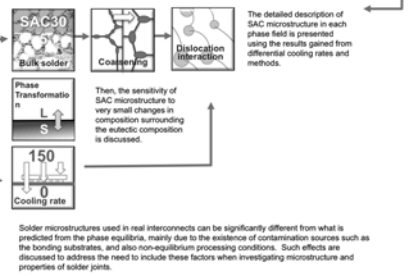 SAC30
5
Bulk solder
Coarsening
Dislocation
interaction
The detailed description of
SAC microstructure in each
phase field is presented
using the results gained from
differential cooling rates and
methods.
Phase
Transformatio
n
L
S
Then, the sensitivity of
SAC microstructure to
very small changes in
composition surrounding
the eutectic composition
is discussed.
150
0
Cooling rate
Solder microstructures used in real interconnects can be significantly different from what is
predicted from the phase equilibria, mainly due to the existence of contamination sources such as
the bonding substrates, and also non-equilibrium processing conditions. Such effects are
discussed to address the need to include these factors when investigating microstructure and
properties of solder joints.